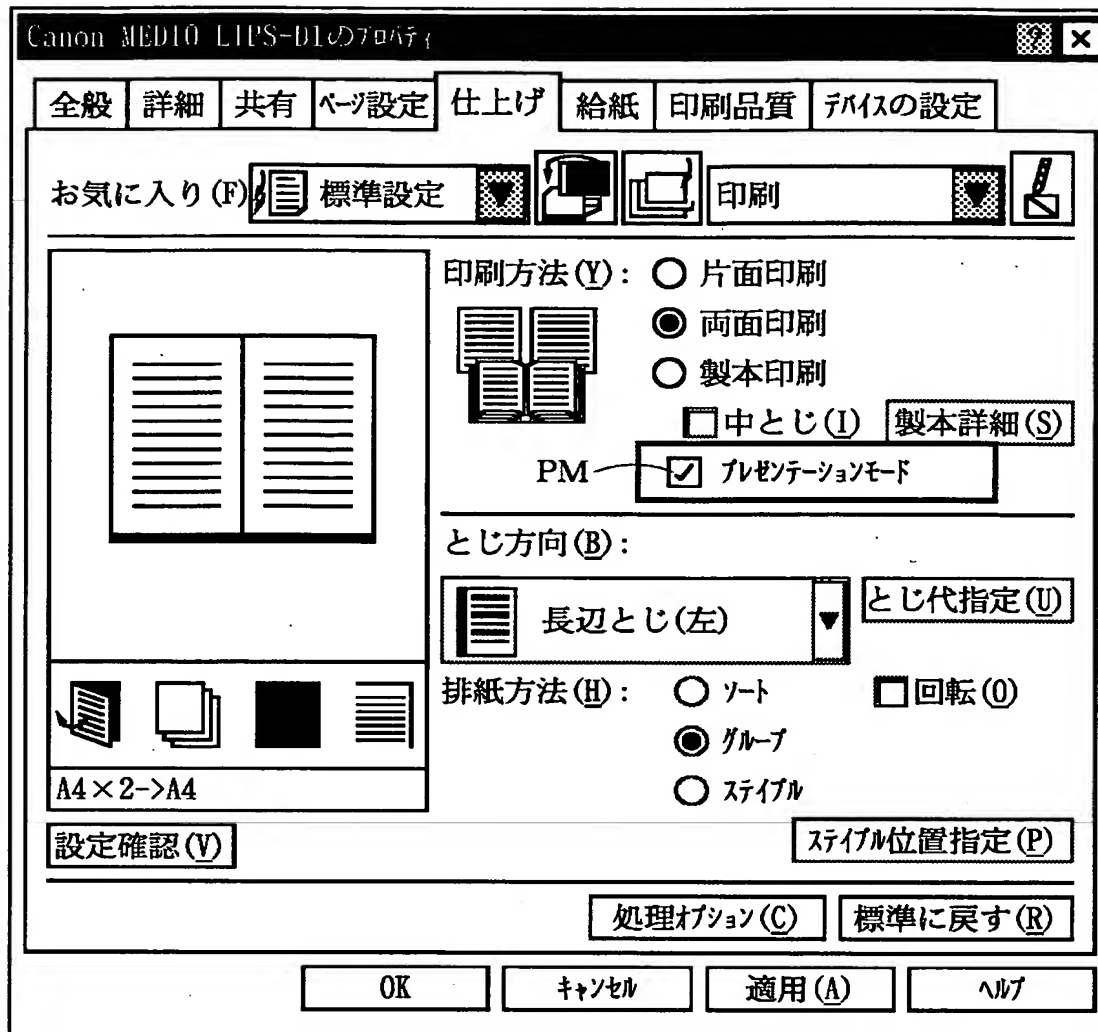 Canon MEDIO LIPS-D1のﾌﾟﾛﾊﾟﾃｨ
全般 詳細 共有 ﾍﾟｰｼﾞ設定 仕上げ 給紙 印刷品質 ﾃﾞﾊﾞｲｽの設定
お気に入り(F) 標準設定 印刷
印刷方法(Y): 片面印刷
両面印刷
製本印刷
中とじ(I) 製本詳細(S)
PM ﾌﾟﾚｾﾞﾝﾃｰｼｮﾝﾓｰﾄﾞ
とじ方向(B):
長辺とじ(左) とじ代指定(U)
排紙方法(H): ｿｰﾄ 回転(O)
ｸﾞﾙｰﾌﾟ
ｽﾃｲﾌﾟﾙ
A4×2->A4
設定確認(V) ｽﾃｲﾌﾟﾙ位置指定(P)
処理ｵﾌﾟｼｮﾝ(C) 標準に戻す(R)
OK ｷｬﾝｾﾙ 適用(A) ﾍﾙﾌﾟ